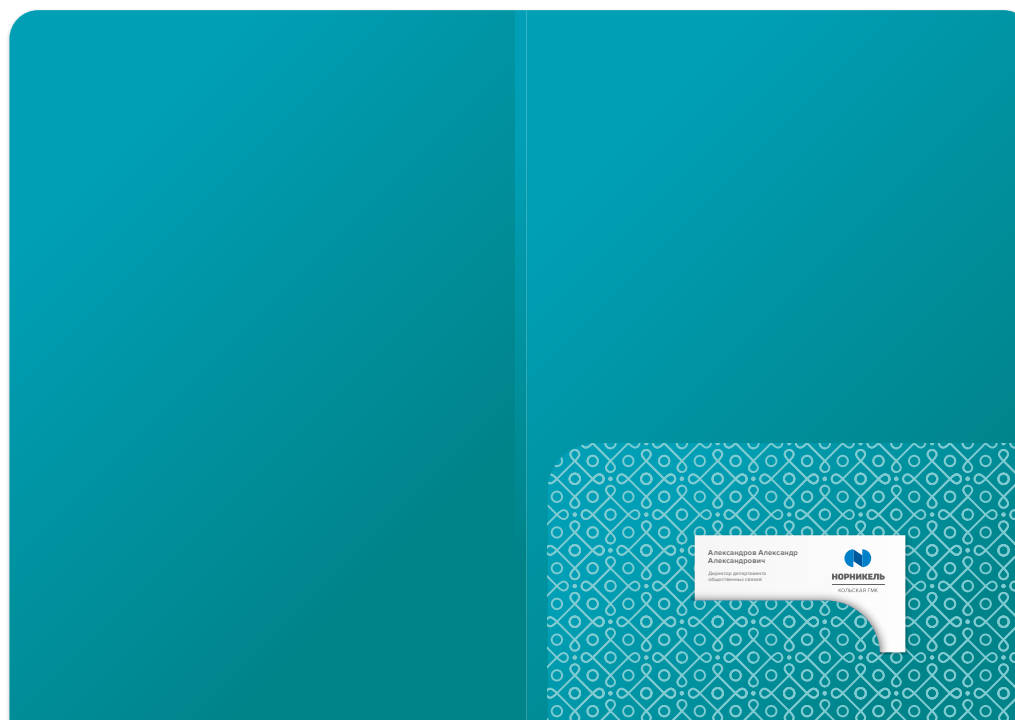 Александров Александр
Александрович
Директор департамента
общественных связей
НОРНИКЕЛЬ
КОЛЬСКАЯ ГМК